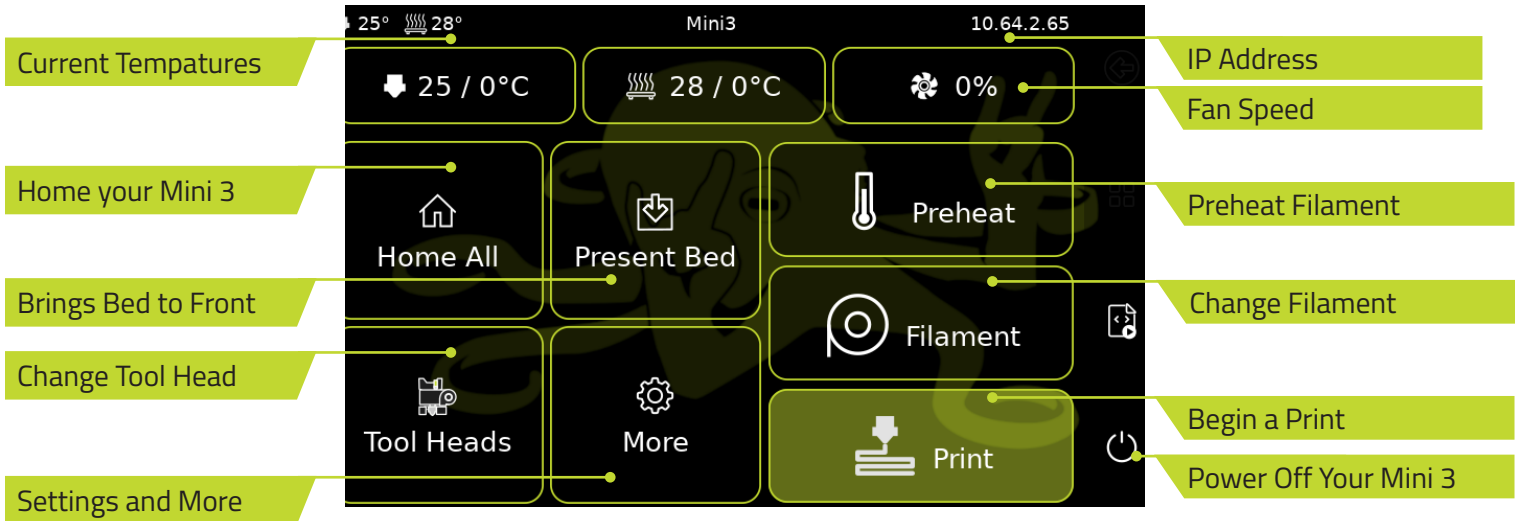 25° 28° Mini3 10.64.2.65
Current Tempatures
IP Address
25 / 0°C 28 / 0°C 0%
Fan Speed
Home your Mini 3
Preheat
Preheat Filament
Home All Present Bed
Brings Bed to Front
Change Filament
Filament
Change Tool Head
Begin a Print
Tool Heads More Print
Power Off Your Mini 3
Settings and More